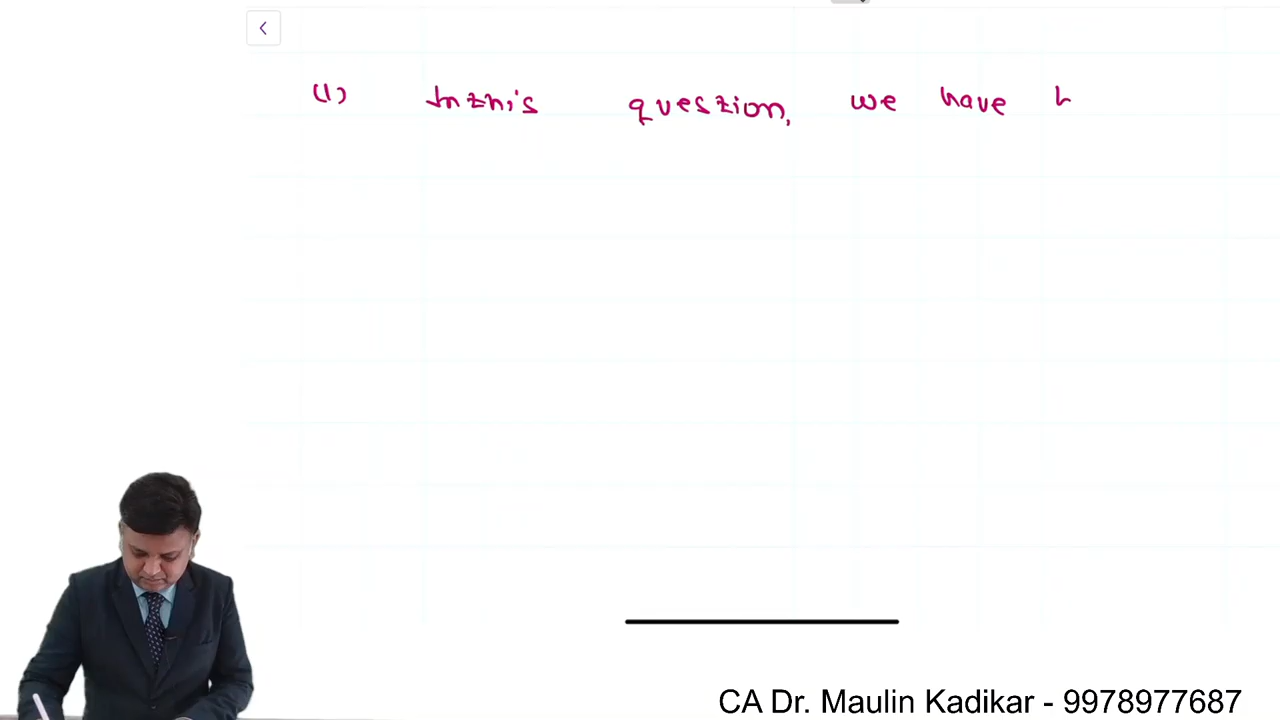 (1) In this question, we have
CA Dr. Maulin Kadikar - 9978977687